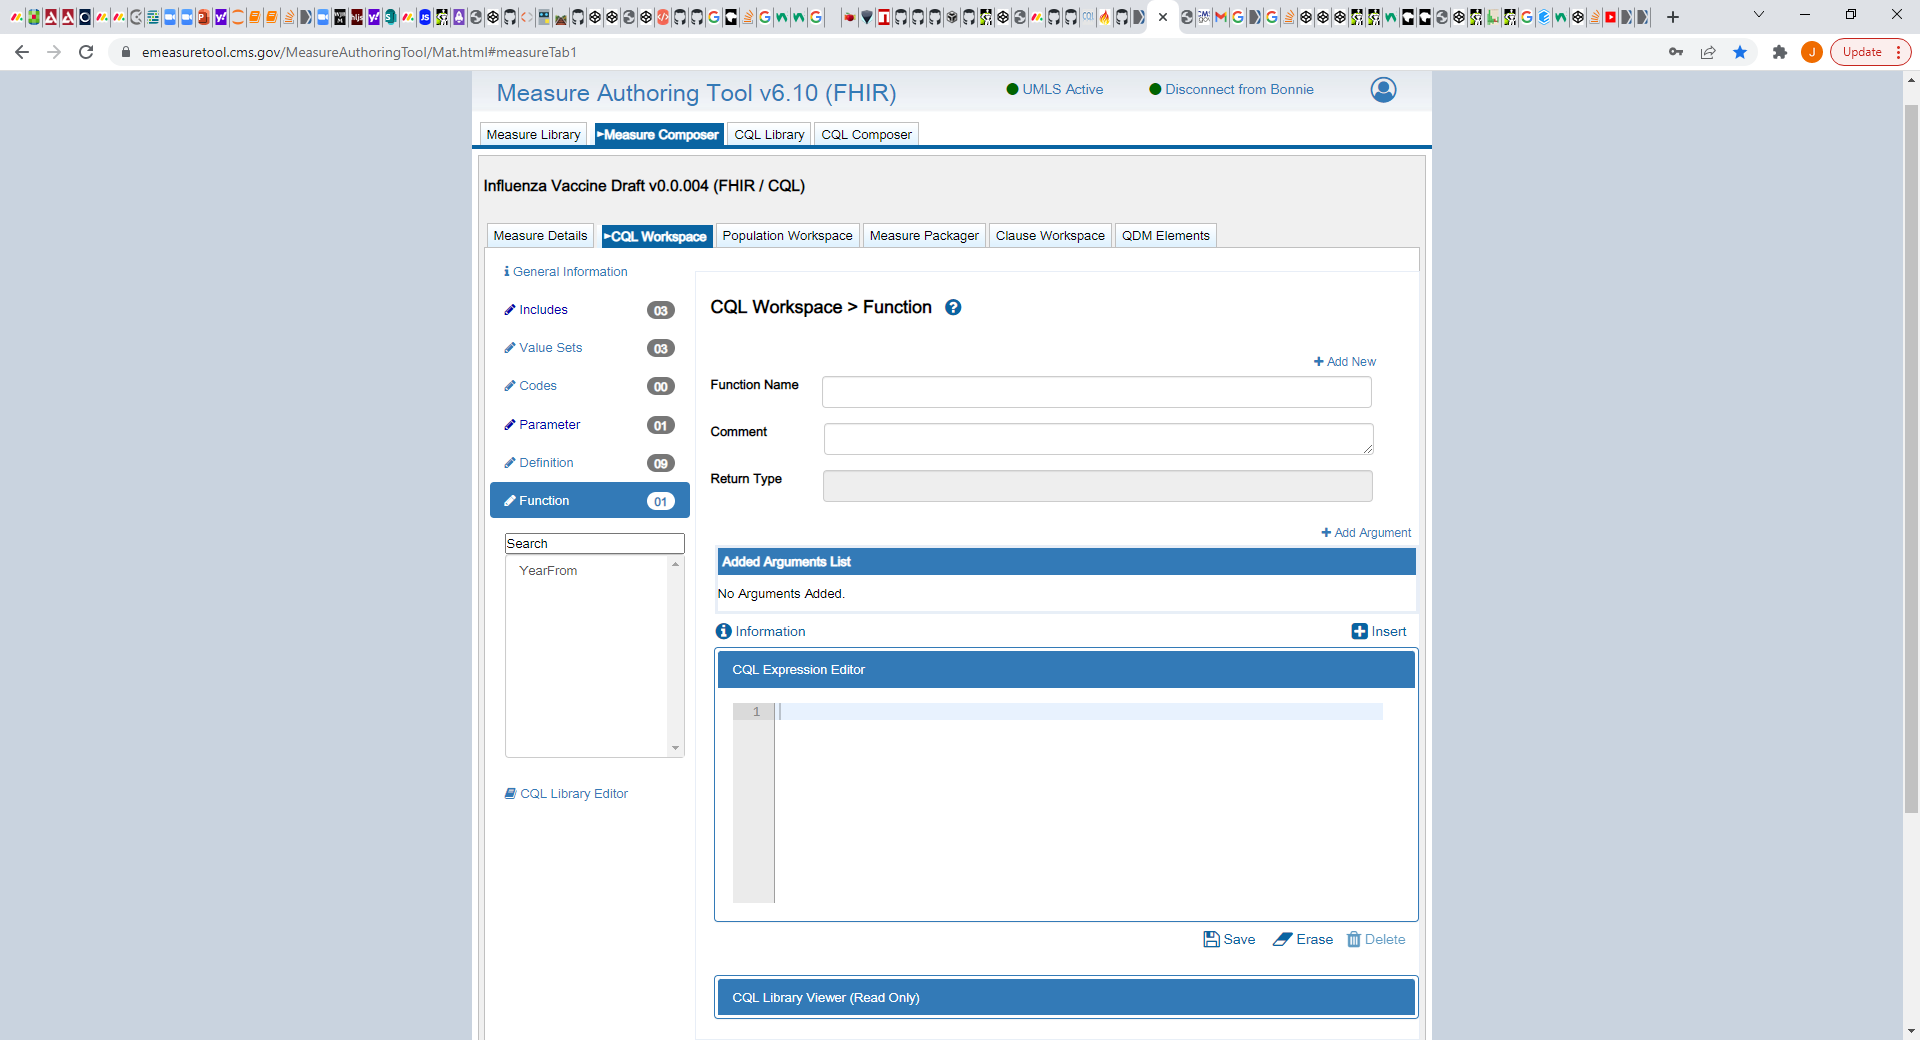 emeasuretool.cms.gov/MeasureAuthoringTool/Mat.html#measureTab1
J
Update
Measure Authoring Tool v6.10 (FHIR)
UMLS Active
Disconnect from Bonnie
Measure Library
Measure Composer
CQL Library
CQL Composer
Influenza Vaccine Draft v0.0.004 (FHIR / CQL)
Measure Details
CQL Workspace
Population Workspace
Measure Packager
Clause Workspace
QDM Elements
General Information
Includes 03
Value Sets 03
Codes 00
Parameter 01
Definition 09
Function 01
Search
YearFrom
CQL Library Editor
CQL Workspace > Function
Add New
Function Name
Comment
Return Type
Add Argument
Added Arguments List
No Arguments Added.
Information
Insert
CQL Expression Editor
1
Save
Erase
Delete
CQL Library Viewer (Read Only)